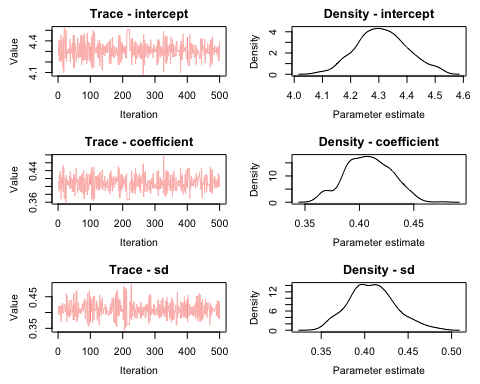 Trace - intercept
Value
4.1 4.4
0 100 200 300 400 500
Iteration
Density - intercept
Density
0 2 4
4.0 4.1 4.2 4.3 4.4 4.5 4.6
Parameter estimate
Trace - coefficient
Value
0.36 0.44
0 100 200 300 400 500
Iteration
Density - coefficient
Density
0 10
0.35 0.40 0.45
Parameter estimate
Trace - sd
Value
0.35 0.45
0 100 200 300 400 500
Iteration
Density - sd
Density
0 6 12
0.35 0.40 0.45 0.50
Parameter estimate